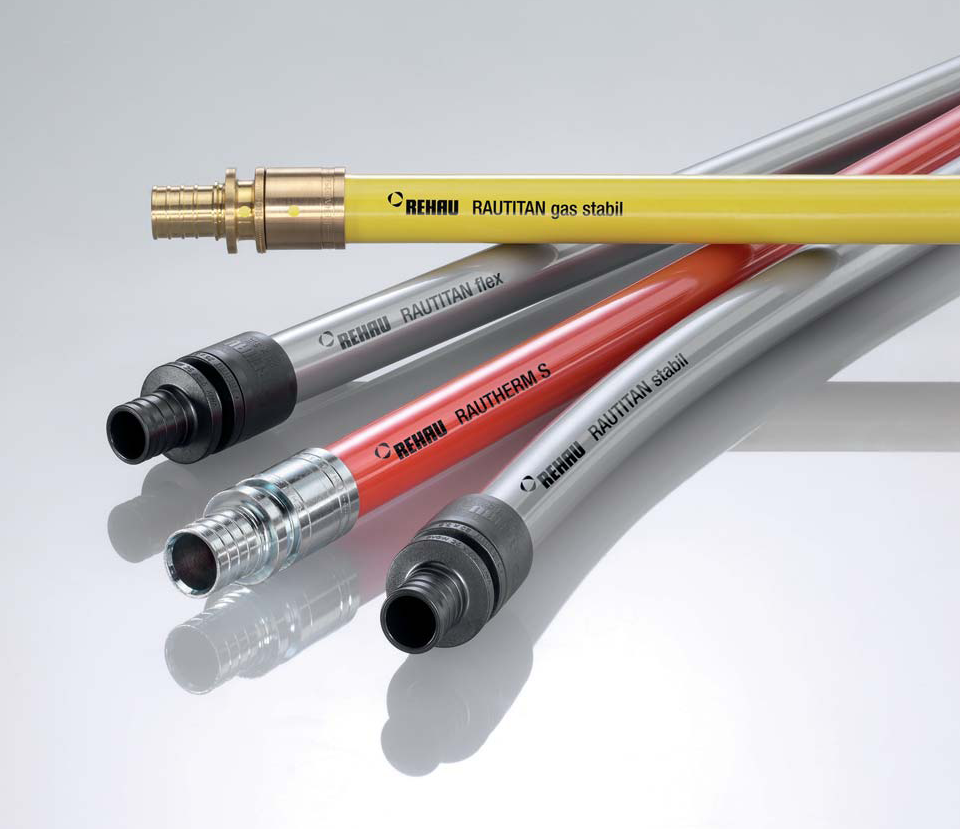 REHAU RAUTITAN gas stabil
REHAU RAUTITAN flex
REHAU RAUTHERM S
REHAU RAUTITAN stabil